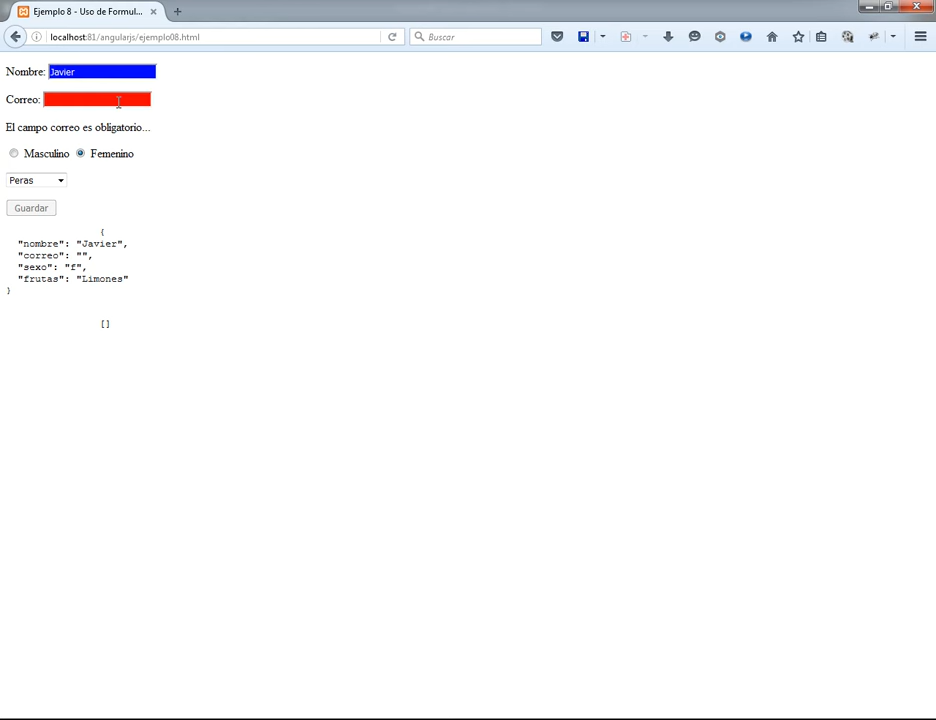 Ejemplo 8 - Uso de Formul...
localhost:81/angularjs/ejemplo08.html
Buscar
Nombre: Javier
Correo:
El campo correo es obligatorio...
Masculino Femenino
Peras
Guardar
{
"nombre": "Javier",
"correo": "",
"sexo": "f",
"frutas": "Limones"
}
[]